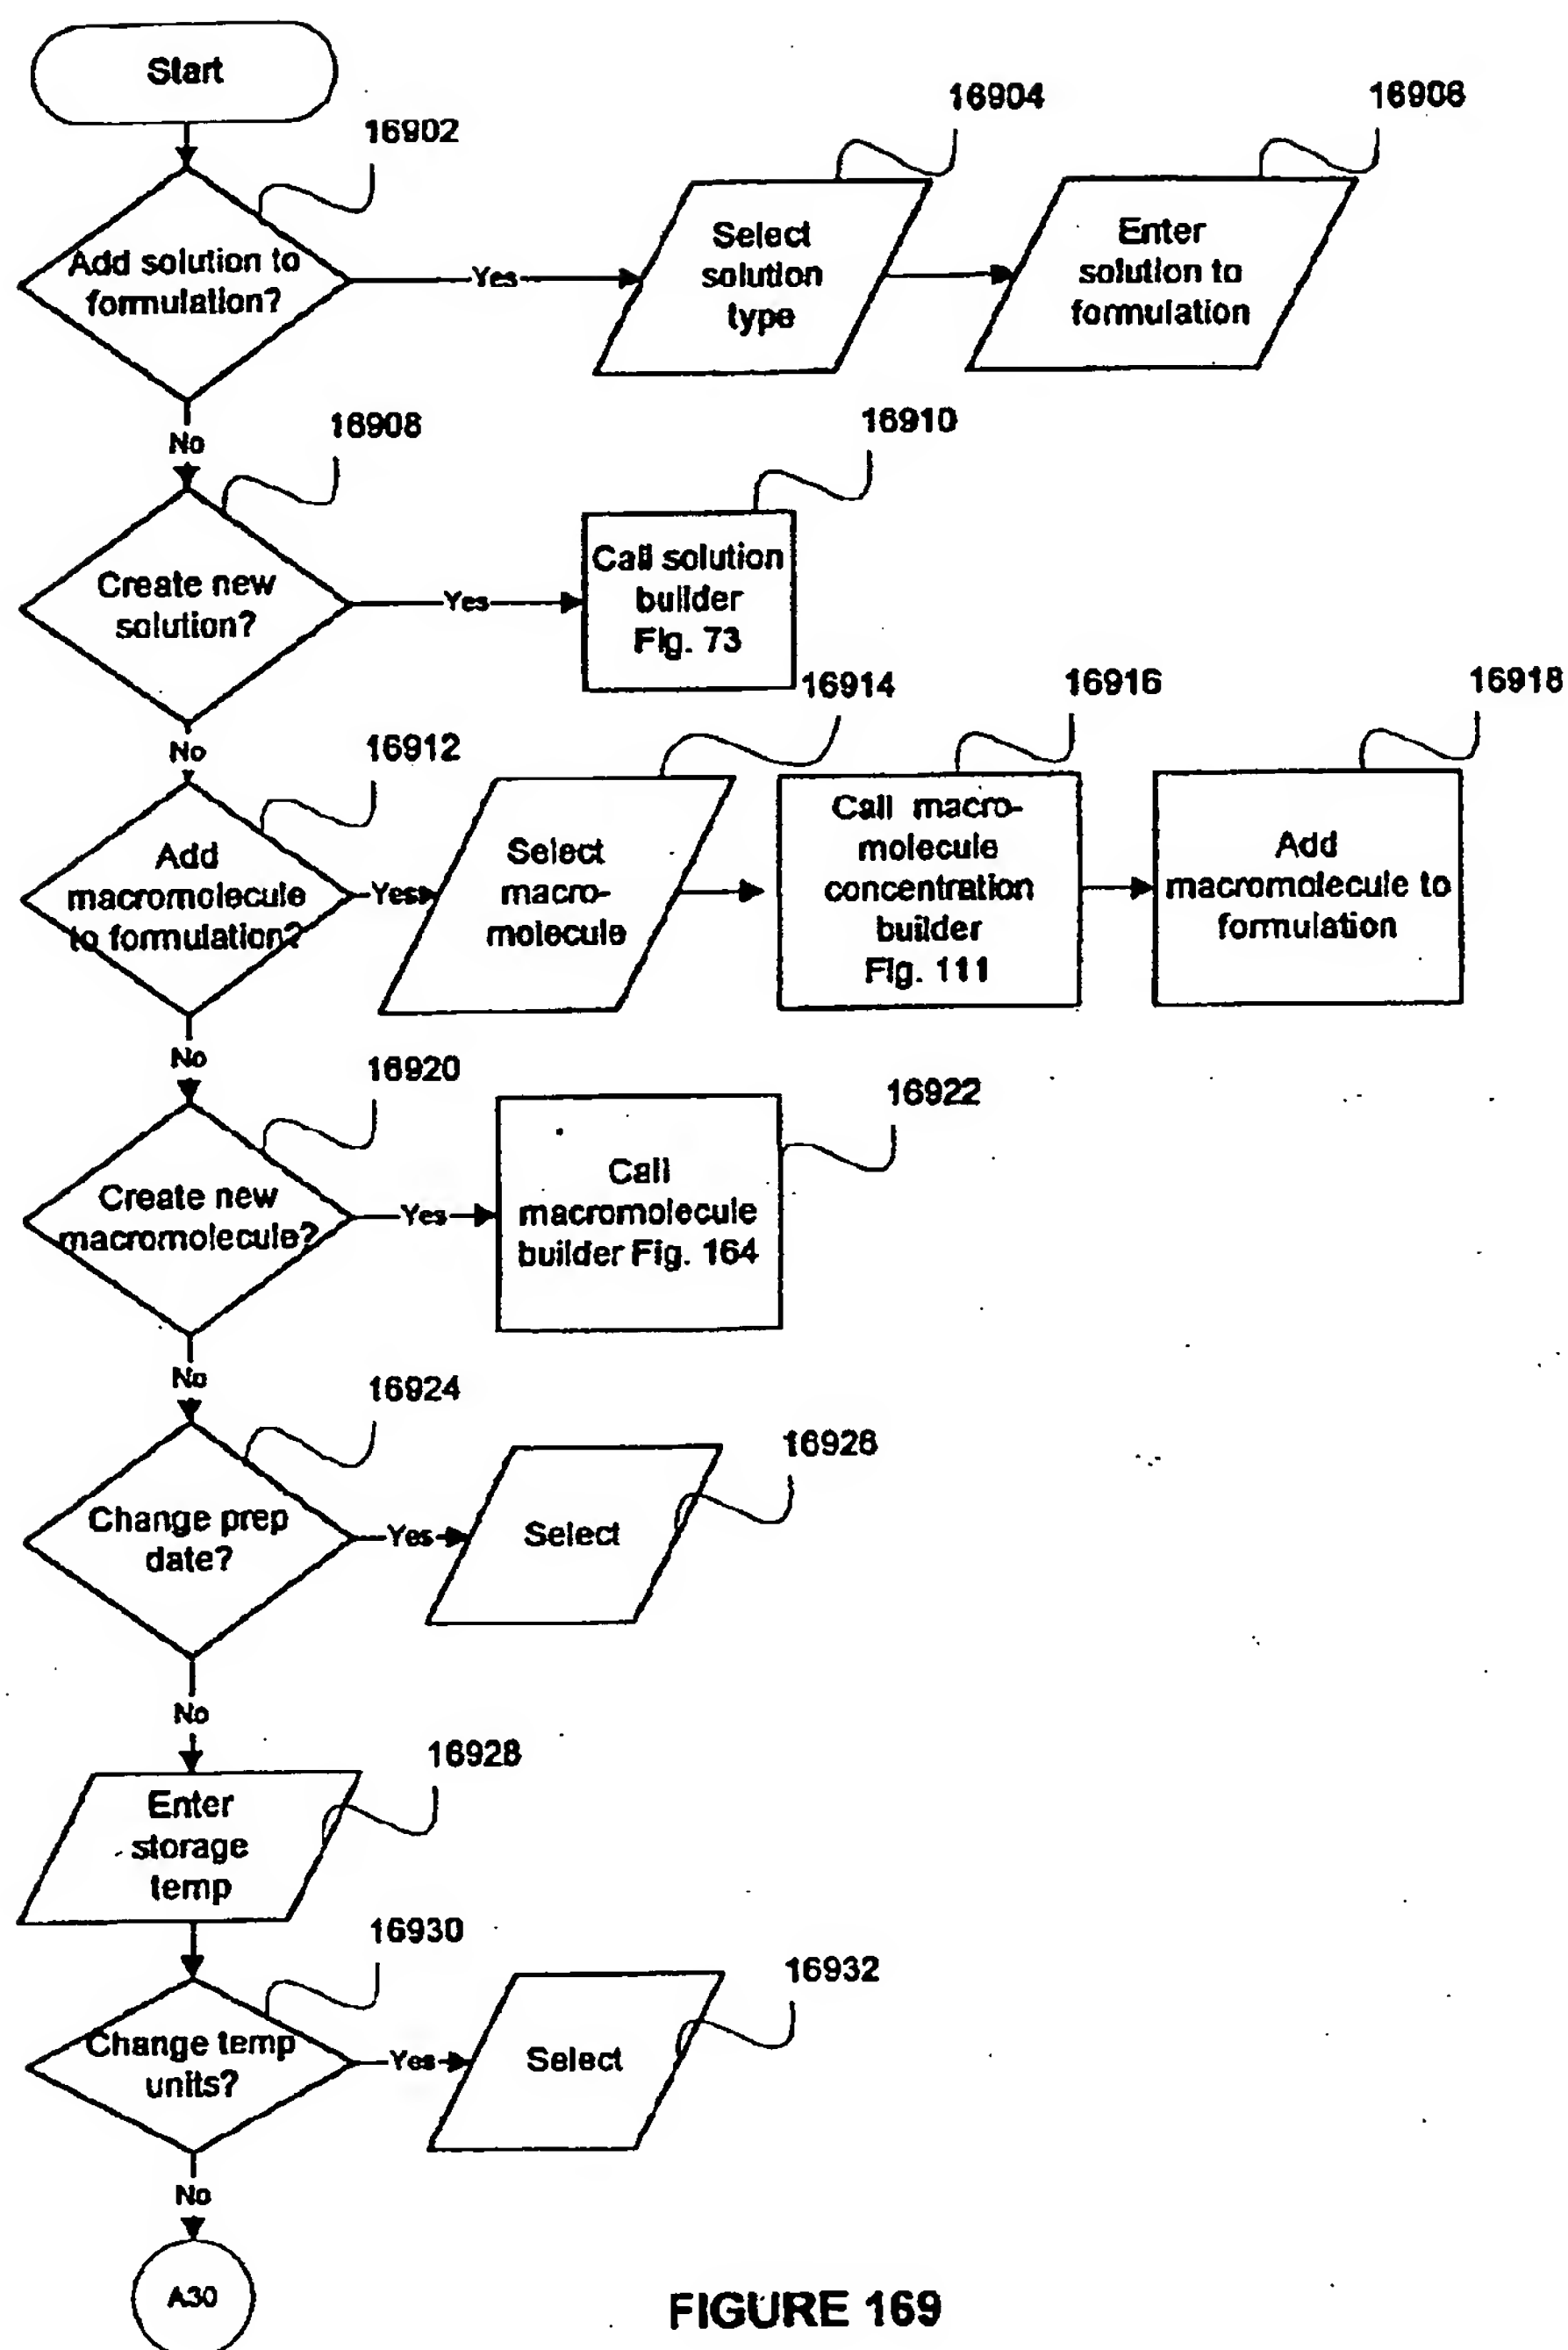 Start
16902
16904
16906
Add solution to
formulation?
Yes
Select
solution
type
Enter
solution to
formulation
No
16908
16910
Create new
solution?
Yes
Call solution
builder
Fig. 73
No
16912
16914
16916
16918
Add
macromolecule
to formulation?
Yes
Select
macro-
molecule
Call macro-
molecule
concentration
builder
Fig. 111
Add
macromolecule to
formulation
No
16920
16922
Create new
macromolecule?
Yes
Call
macromolecule
builder Fig. 164
No
16924
16926
Change prep
date?
Yes
Select
No
16928
Enter
storage
temp
16930
16932
Change temp
units?
Yes
Select
No
A30
FIGURE 169